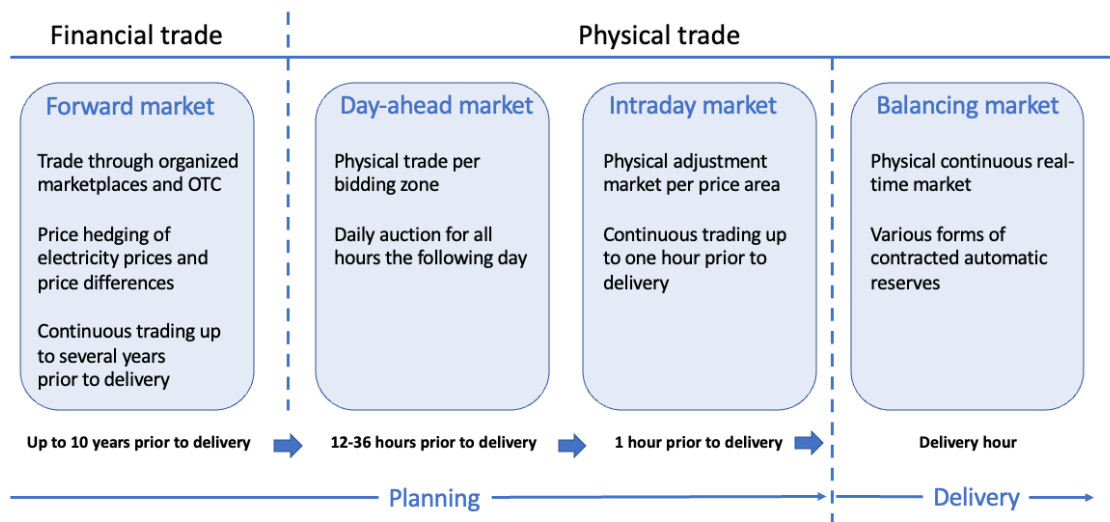 Financial trade
Physical trade
Forward market
Trade through organized
marketplaces and OTC
Price hedging of
electricity prices and
price differences
Continuous trading up
to several years
prior to delivery
Day-ahead market
Physical trade per
bidding zone
Daily auction for all
hours the following day
Intraday market
Physical adjustment
market per price area
Continuous trading up
to one hour prior to
delivery
Balancing market
Physical continuous real-
time market
Various forms of
contracted automatic
reserves
Up to 10 years prior to delivery
12-36 hours prior to delivery
1 hour prior to delivery
Delivery hour
Planning
Delivery